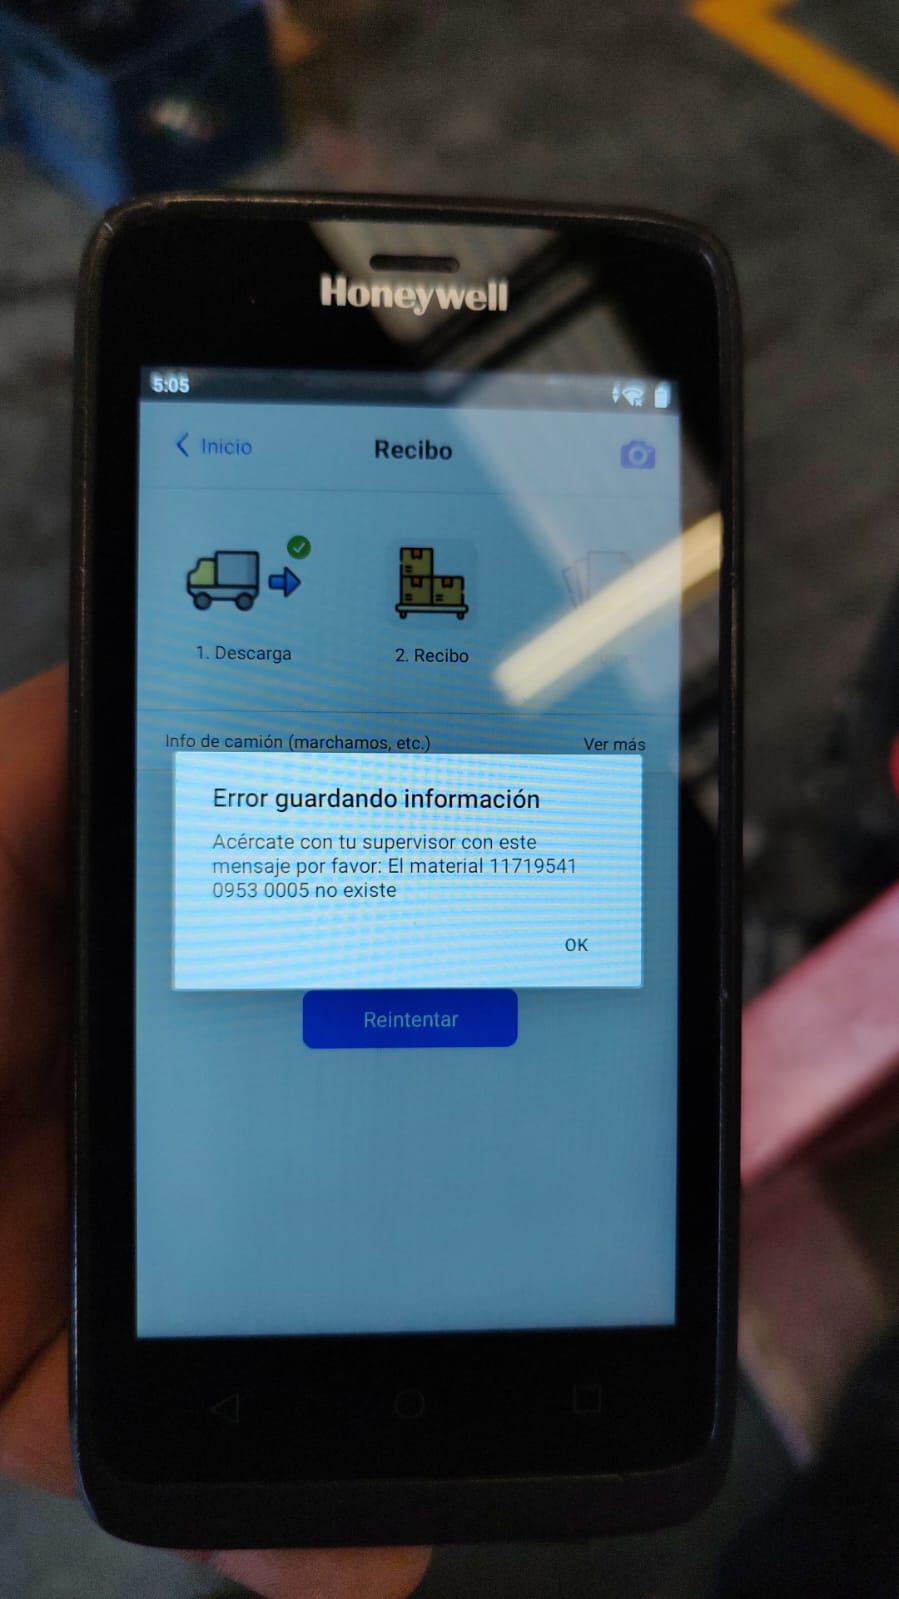 Honeywell
5:05
Inicio
Recibo
1. Descarga
2. Recibo
Info de camión (marchamos, etc.)
Ver más
Error guardando información
Acércate con tu supervisor con este
mensaje por favor: El material 11719541
0953 0005 no existe
OK
Reintentar